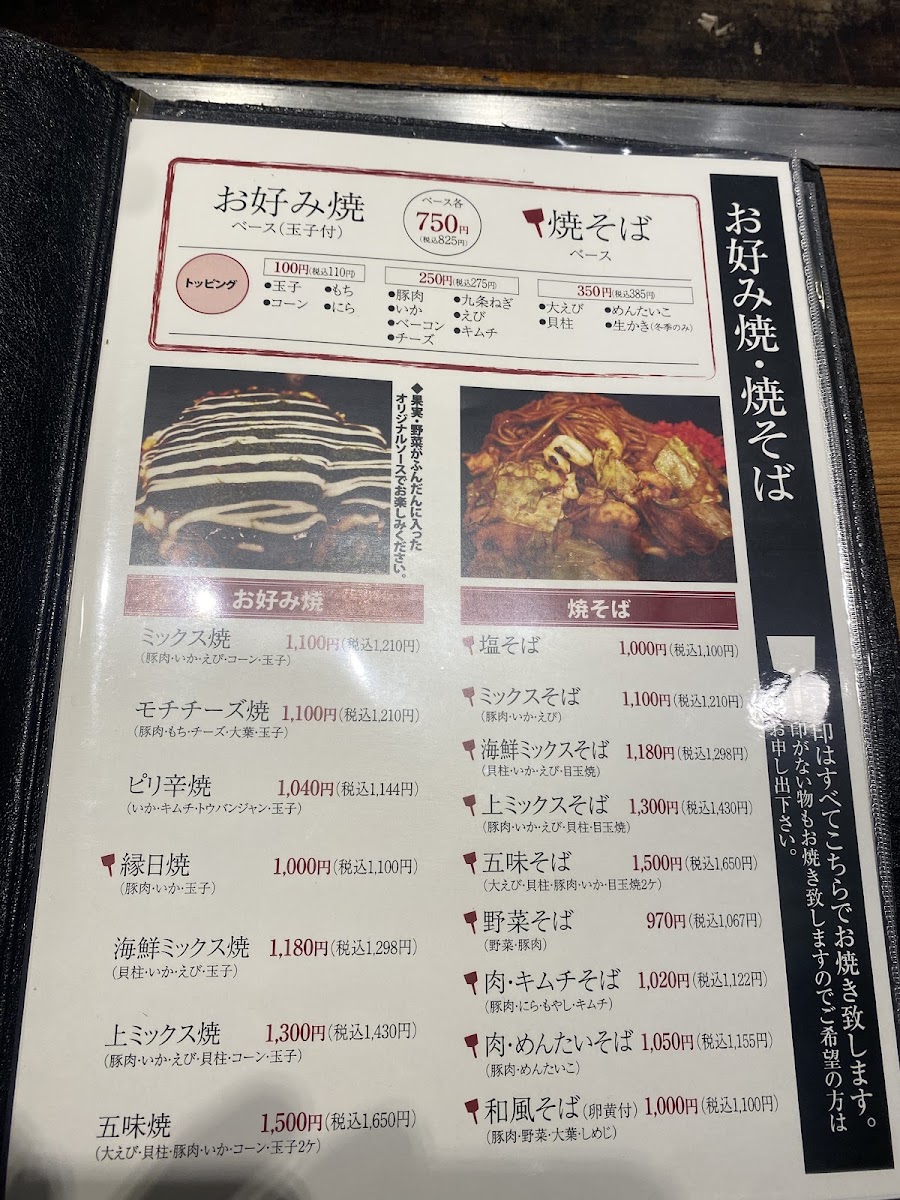 お好み焼・焼そば
印はすべてこちらでお焼き致します。
印がない物もお焼き致しますのでご希望の方は
お申し出下さい。
お好み焼
ベース(玉子付)
ベース各
750円
(税込825円)
焼そば
ベース
トッピング
100円(税込110円)
●玉子 ●もち
●コーン ●にら
250円(税込275円)
●豚肉 ●九条ねぎ
●いか ●えび
●ベーコン ●キムチ
●チーズ
350円(税込385円)
●大えび ●めんたいこ
●貝柱 ●生かき(冬季のみ)
◆果実・野菜がふんだんに入った
オリジナルソースでお楽しみください。
お好み焼
ミックス焼 1,100円(税込1,210円)
(豚肉・いか・えび・コーン・玉子)
モチチーズ焼 1,100円(税込1,210円)
(豚肉・もち・チーズ・大葉・玉子)
ピリ辛焼 1,040円(税込1,144円)
(いか・キムチ・トウバンジャン・玉子)
縁日焼 1,000円(税込1,100円)
(豚肉・いか・玉子)
海鮮ミックス焼 1,180円(税込1,298円)
(貝柱・いか・えび・玉子)
上ミックス焼 1,300円(税込1,430円)
(豚肉・いか・えび・貝柱・コーン・玉子)
五味焼 1,500円(税込1,650円)
(大えび・貝柱・豚肉・いか・コーン・玉子2ケ)
焼そば
塩そば 1,000円(税込1,100円)
ミックスそば 1,100円(税込1,210円)
(豚肉・いか・えび)
海鮮ミックスそば 1,180円(税込1,298円)
(貝柱・いか・えび・目玉焼)
上ミックスそば 1,300円(税込1,430円)
(豚肉・いか・えび・貝柱・目玉焼)
五味そば 1,500円(税込1,650円)
(大えび・貝柱・豚肉・いか・目玉焼2ケ)
野菜そば 970円(税込1,067円)
(野菜・豚肉)
肉・キムチそば 1,020円(税込1,122円)
(豚肉・にら・もやし・キムチ)
肉・めんたいそば 1,050円(税込1,155円)
(豚肉・めんたいこ)
和風そば(卵黄付) 1,000円(税込1,100円)
(豚肉・野菜・大葉・しめじ)